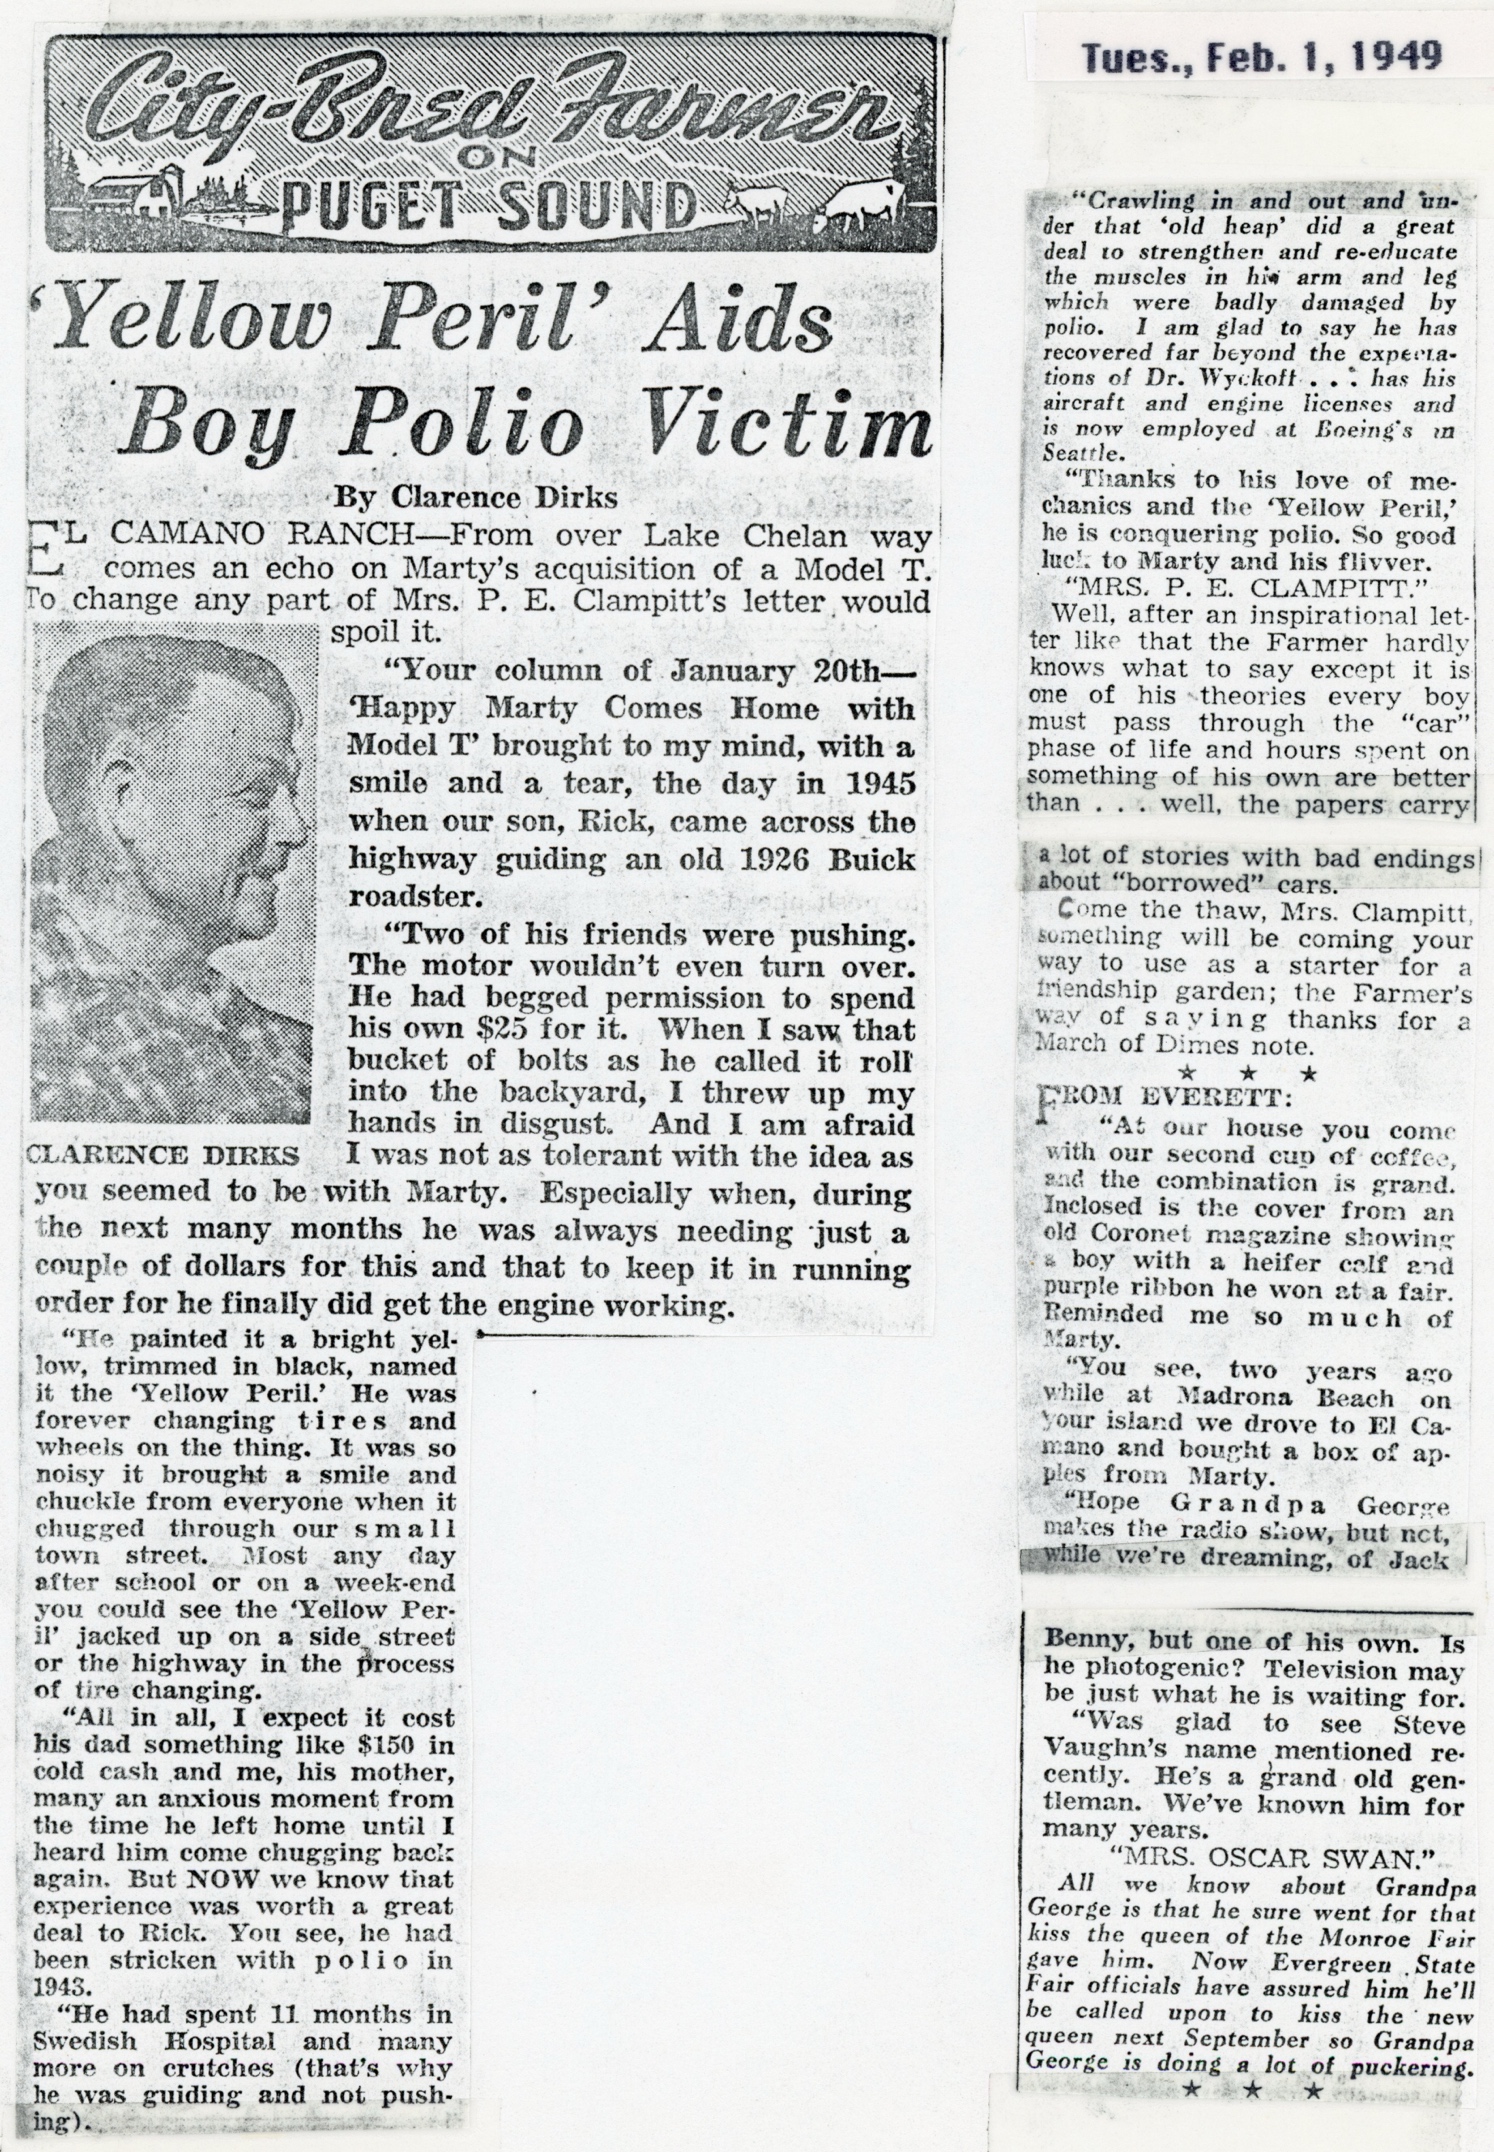 City-Bred Farmer
ON
PUGET SOUND
‘Yellow Peril’ Aids
Boy Polio Victim
By Clarence Dirks
EL CAMANO RANCH—From over Lake Chelan way
comes an echo on Marty’s acquisition of a Model T.
To change any part of Mrs. P. E. Clampitt’s letter would
spoil it.
“Your column of January 20th—
‘Happy Marty Comes Home with
Model T’ brought to my mind, with a
smile and a tear, the day in 1945
when our son, Rick, came across the
highway guiding an old 1926 Buick
roadster.
“Two of his friends were pushing.
The motor wouldn’t even turn over.
He had begged permission to spend
his own $25 for it. When I saw that
bucket of bolts as he called it roll
into the backyard, I threw up my
hands in disgust. And I am afraid
CLARENCE DIRKS
I was not as tolerant with the idea as
you seemed to be with Marty. Especially when, during
the next many months he was always needing just a
couple of dollars for this and that to keep it in running
order for he finally did get the engine working.
“He painted it a bright yel-
low, trimmed in black, named
it the ‘Yellow Peril.’ He was
forever changing tires and
wheels on the thing. It was so
noisy it brought a smile and
chuckle from everyone when it
chugged through our small
town street. Most any day
after school or on a week-end
you could see the ‘Yellow Per-
il’ jacked up on a side street
or the highway in the process
of tire changing.
“All in all, I expect it cost
his dad something like $150 in
cold cash and me, his mother,
many an anxious moment from
the time he left home until I
heard him come chugging back
again. But NOW we know that
experience was worth a great
deal to Rick. You see, he had
been stricken with polio in
1943.
“He had spent 11 months in
Swedish Hospital and many
more on crutches (that’s why
he was guiding and not push-
ing).
Tues., Feb. 1, 1949
“Crawling in and out and un-
der that ‘old heap’ did a great
deal to strengthen and re-educate
the muscles in his arm and leg
which were badly damaged by
polio. I am glad to say he has
recovered far beyond the expecta-
tions of Dr. Wyckoff . . . has his
aircraft and engine licenses and
is now employed at Boeing’s in
Seattle.
“Thanks to his love of me-
chanics and the ‘Yellow Peril,’
he is conquering polio. So good
luck to Marty and his flivver.
“MRS. P. E. CLAMPITT.”
Well, after an inspirational let-
ter like that the Farmer hardly
knows what to say except it is
one of his theories every boy
must pass through the “car”
phase of life and hours spent on
something of his own are better
than . . . well, the papers carry
a lot of stories with bad endings
about “borrowed” cars.
Come the thaw, Mrs. Clampitt,
something will be coming your
way to use as a starter for a
friendship garden; the Farmer’s
way of saying thanks for a
March of Dimes note.
★ ★ ★
FROM EVERETT:
“At our house you come
with our second cup of coffee,
and the combination is grand.
Inclosed is the cover from an
old Coronet magazine showing
a boy with a heifer calf and
purple ribbon he won at a fair.
Reminded me so much of
Marty.
“You see, two years ago
while at Madrona Beach on
your island we drove to El Ca-
mano and bought a box of ap-
ples from Marty.
“Hope Grandpa George
makes the radio show, but not,
while we’re dreaming, of Jack
Benny, but one of his own. Is
he photogenic? Television may
be just what he is waiting for.
“Was glad to see Steve
Vaughn’s name mentioned re-
cently. He’s a grand old gen-
tleman. We’ve known him for
many years.
“MRS. OSCAR SWAN.”
All we know about Grandpa
George is that he sure went for that
kiss the queen of the Monroe Fair
gave him. Now Evergreen State
Fair officials have assured him he’ll
be called upon to kiss the new
queen next September so Grandpa
George is doing a lot of puckering.
★ ★ ★